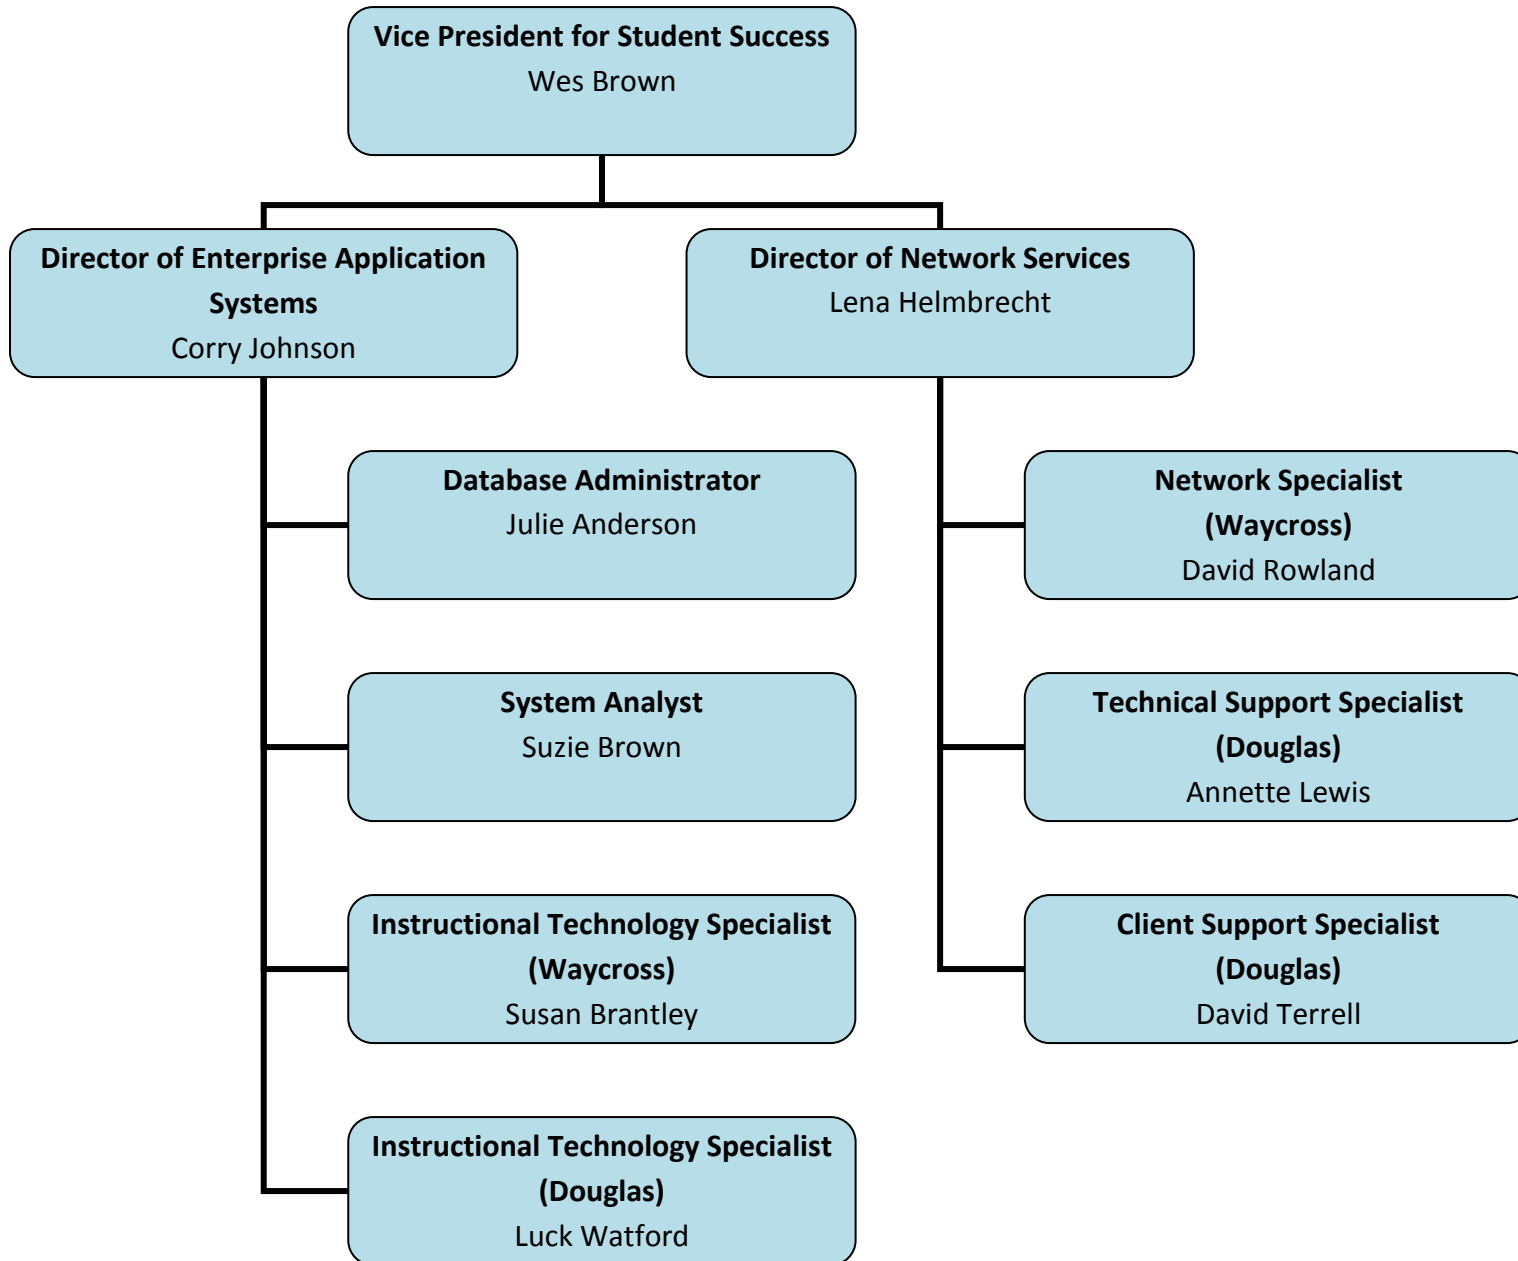 Vice President for Student Success
Wes Brown
Director of Enterprise Application
Systems
Corry Johnson
Director of Network Services
Lena Helmbrecht
Database Administrator
Julie Anderson
Network Specialist
(Waycross)
David Rowland
System Analyst
Suzie Brown
Technical Support Specialist
(Douglas)
Annette Lewis
Instructional Technology Specialist
(Waycross)
Susan Brantley
Client Support Specialist
(Douglas)
David Terrell
Instructional Technology Specialist
(Douglas)
Luck Watford